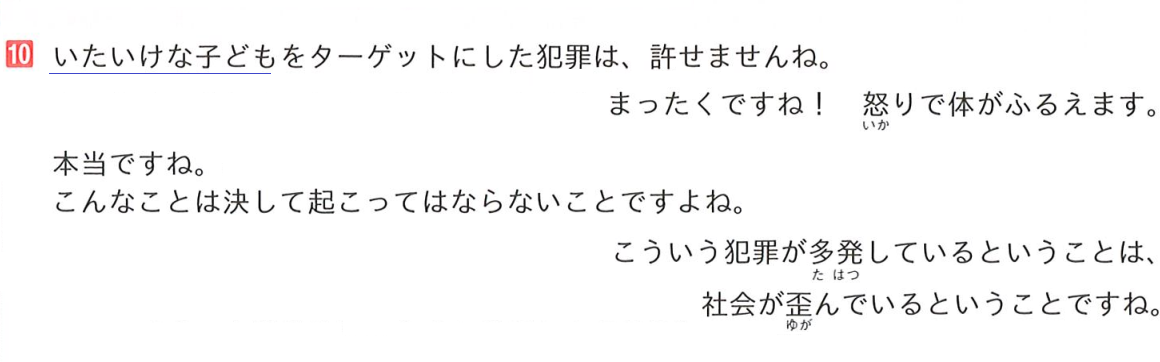 10 いたいけな子どもをターゲットにした犯罪は、許せませんね。
まったくですね！　怒りで体がふるえます。
いか
本当ですね。
こんなことは決して起こってはならないことですよね。
こういう犯罪が多発しているということは、
た はつ
社会が歪んでいるということですね。
ゆが